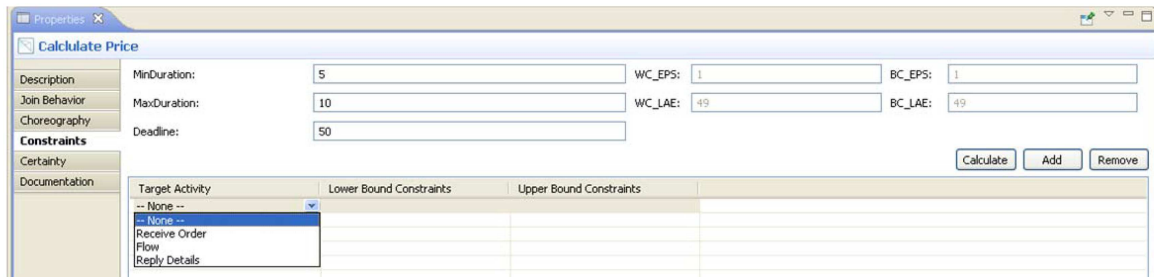 Properties
Calclulate Price
Description
Join Behavior
Choreography
Constraints
Certainty
Documentation
MinDuration: 5 WC_EPS: 1 BC_EPS: 1
MaxDuration: 10 WC_LAE: 49 BC_LAE: 49
Deadline: 50
Calculate Add Remove
Target Activity Lower Bound Constraints Upper Bound Constraints
-- None --
-- None --
Receive Order
Flow
Reply Details